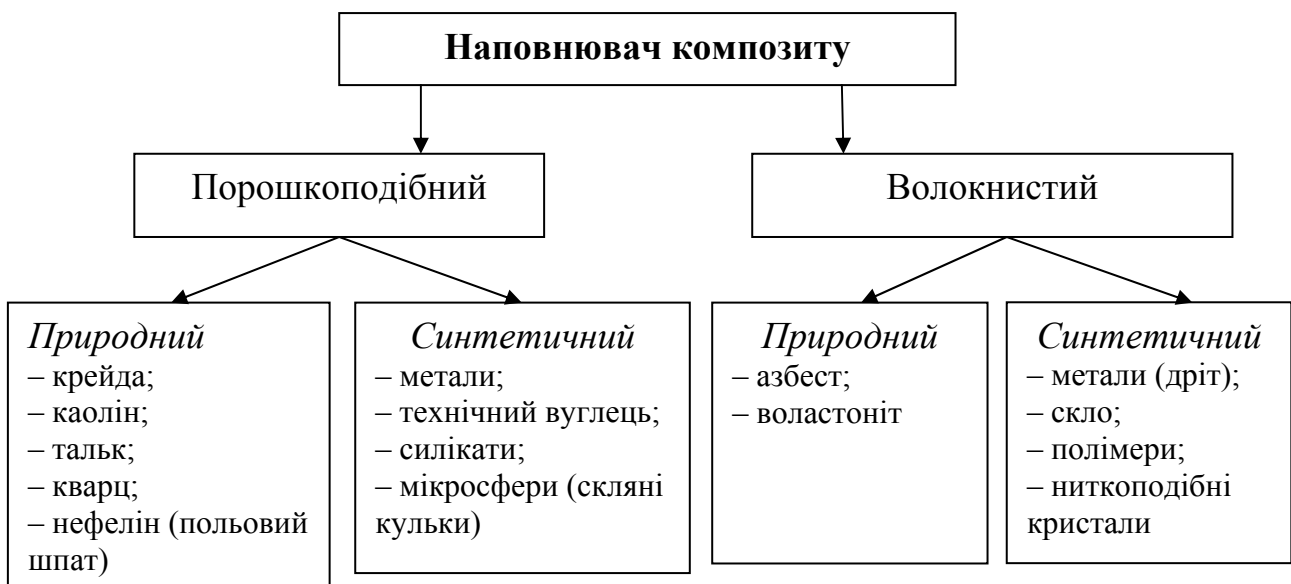 Наповнювач композиту
Порошкоподібний
Волокнистий
Природний
– крейда;
– каолін;
– тальк;
– кварц;
– нефелін (польовий
шпат)
Синтетичний
– метали;
– технічний вуглець;
– силікати;
– мікросфери (скляні
кульки)
Природний
– азбест;
– воластоніт
Синтетичний
– метали (дріт);
– скло;
– полімери;
– ниткоподібні
кристали